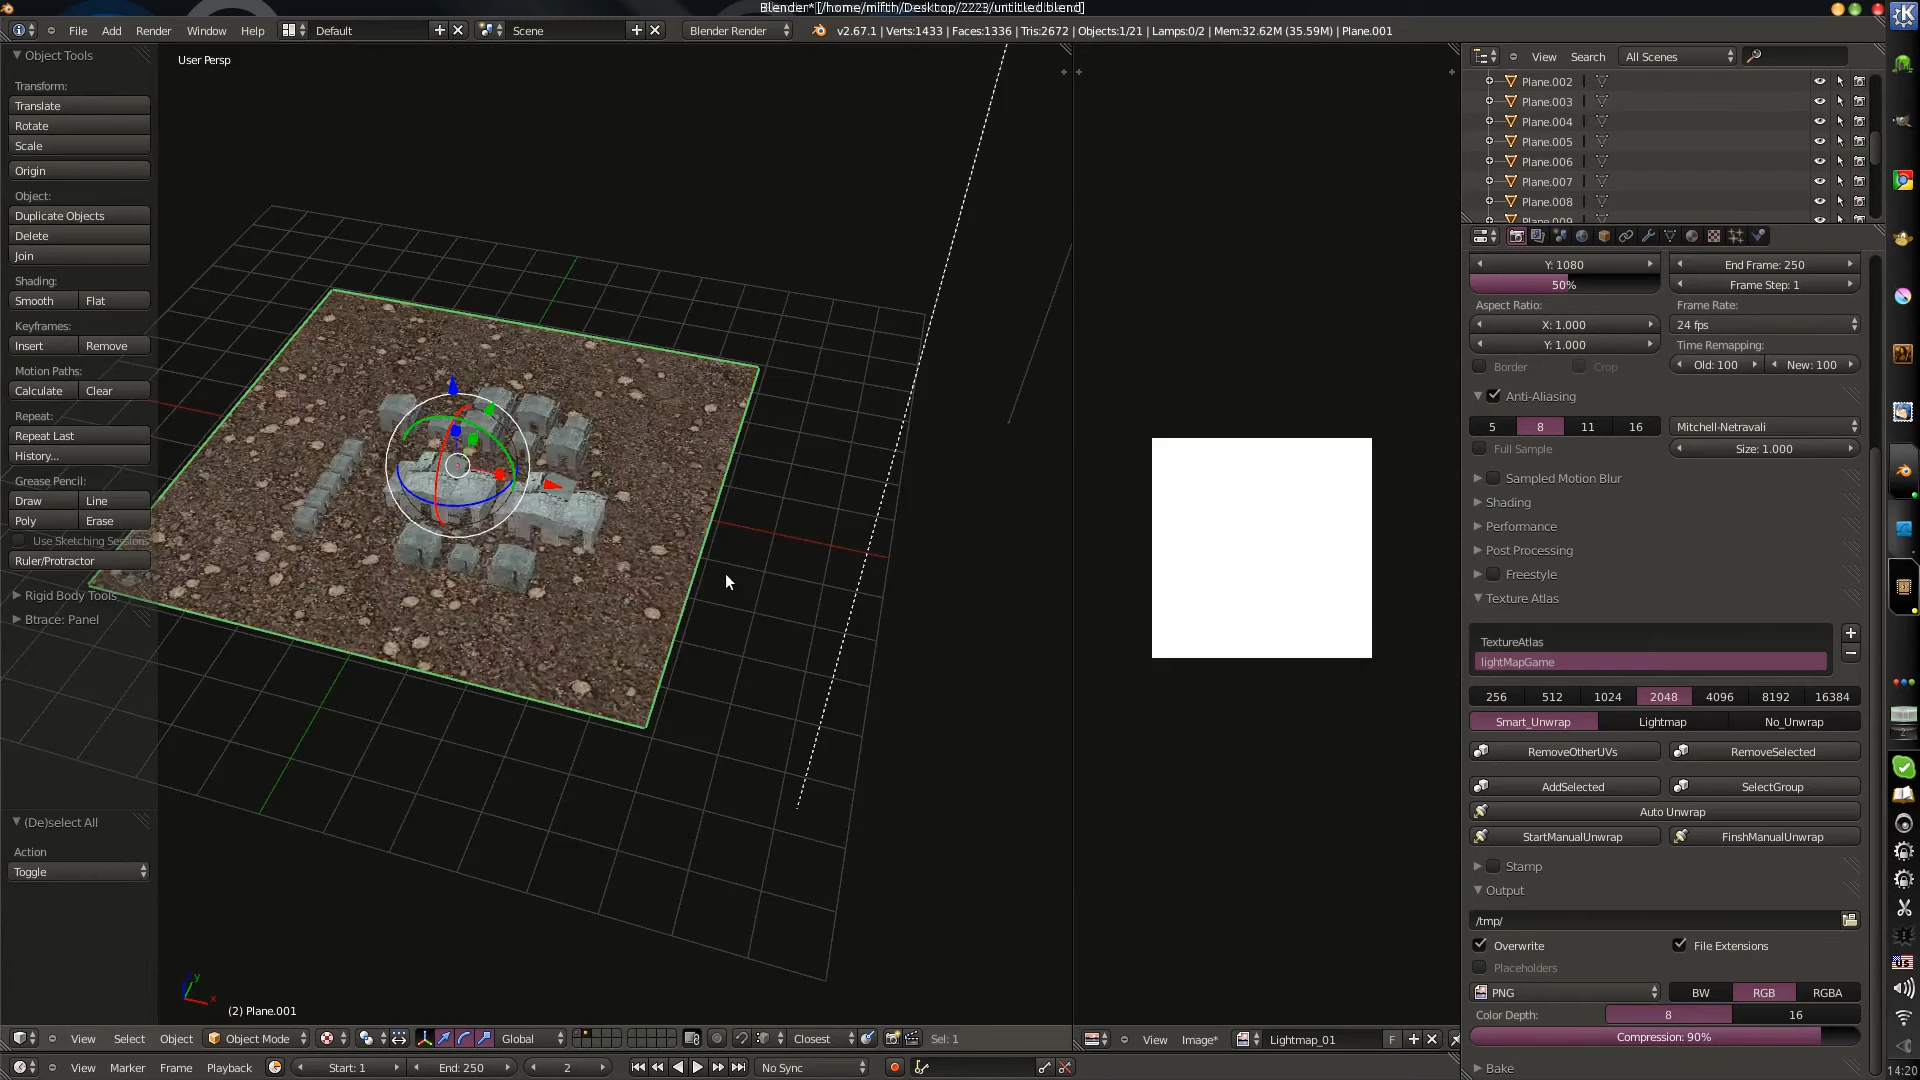 Blender*[/home/mifth/Desktop/2223/untitled.blend]
File Add Render Window Help Default Scene Blender Render v2.67.1 | Verts:1433 | Faces:1336 | Tris:2672 | Objects:1/21 | Lamps:0/2 | Mem:32.62M (35.59M) | Plane.001
Object Tools
Transform:
Translate
Rotate
Scale
Origin
Object:
Duplicate Objects
Delete
Join
Shading:
Smooth Flat
Keyframes:
Insert Remove
Motion Paths:
Calculate Clear
Repeat:
Repeat Last
History...
Grease Pencil:
Draw Line
Poly Erase
Use Sketching Sessions
Ruler/Protractor
Rigid Body Tools
Btrace: Panel
(De)select All
Action
Toggle
User Persp
y
x
(2) Plane.001
View Select Object Object Mode Global Closest Sel: 1
View Image* Lightmap_01 F
View Marker Frame Playback Start: 1 End: 250 2 No Sync
View Search All Scenes
Plane.002
Plane.003
Plane.004
Plane.005
Plane.006
Plane.007
Plane.008
Plane.009
Y: 1080 End Frame: 250
50% Frame Step: 1
Aspect Ratio: Frame Rate:
X: 1.000 24 fps
Y: 1.000 Time Remapping:
Border Crop Old: 100 New: 100
Anti-Aliasing
5 8 11 16 Mitchell-Netravali
Full Sample Size: 1.000
Sampled Motion Blur
Shading
Performance
Post Processing
Freestyle
Texture Atlas
TextureAtlas
lightMapGame
256 512 1024 2048 4096 8192 16384
Smart_Unwrap Lightmap No_Unwrap
RemoveOtherUVs RemoveSelected
AddSelected SelectGroup
Auto Unwrap
StartManualUnwrap FinshManualUnwrap
Stamp
Output
/tmp/
Overwrite File Extensions
Placeholders
PNG BW RGB RGBA
Color Depth: 8 16
Compression: 90%
Bake
2
us
14:20